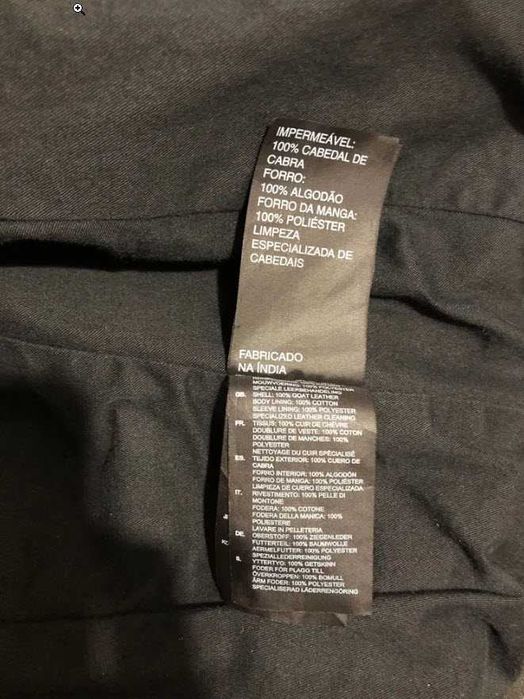 IMPERMEÁVEL:
100% CABEDAL DE
CABRA
FORRO:
100% ALGODÃO
FORRO DA MANGA:
100% POLIÉSTER
LIMPEZA
ESPECIALIZADA DE
CABEDAIS
FABRICADO
NA ÍNDIA
MOUWVOERING: 100% POLYESTER
SPECIALE LEERBEHANDELING
GB. SHELL: 100% GOAT LEATHER
BODY LINING: 100% COTTON
SLEEVE LINING: 100% POLYESTER
SPECIALIZED LEATHER CLEANING
FR. TISSUS: 100% CUIR DE CHÈVRE
DOUBLURE DE VESTE: 100% COTON
DOUBLURE DE MANCHES: 100%
POLYESTER
NETTOYAGE DU CUIR SPÉCIALISÉ
ES. TEJIDO EXTERIOR: 100% CUERO DE
CABRA
FORRO INTERIOR: 100% ALGODÓN
FORRO DE MANGA: 100% POLIÉSTER
LIMPIEZA DE CUERO ESPECIALIZADA
IT. RIVESTIMENTO: 100% PELLE DI
MONTONE
FODERA: 100% COTONE
FODERA DELLA MANICA: 100%
POLIESTERE
LAVARE IN PELLETERIA
DE. OBERSTOFF: 100% ZIEGENLEDER
FUTTERTEIL: 100% BAUMWOLLE
AERMELFUTTER: 100% POLYESTER
SPEZIALLEDERREINIGUNG
S. YTTERTYG: 100% GETSKINN
FODER FÖR PLAGG TILL
ÖVERKROPPEN: 100% BOMULL
ÄRM FODER: 100% POLYESTER
SPECIALISERAD LÄDERRENGÖRING